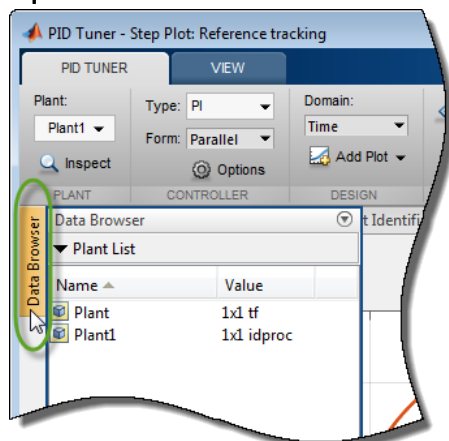 PID Tuner - Step Plot: Reference tracking
PID TUNER VIEW
Plant: Type: PI Domain:
Plant1 Form: Parallel Time
Inspect Options Add Plot
PLANT CONTROLLER DESIGN
Data Browser
Data Browser t Identifi
Plant List
Name Value
Plant 1x1 tf
Plant1 1x1 idproc